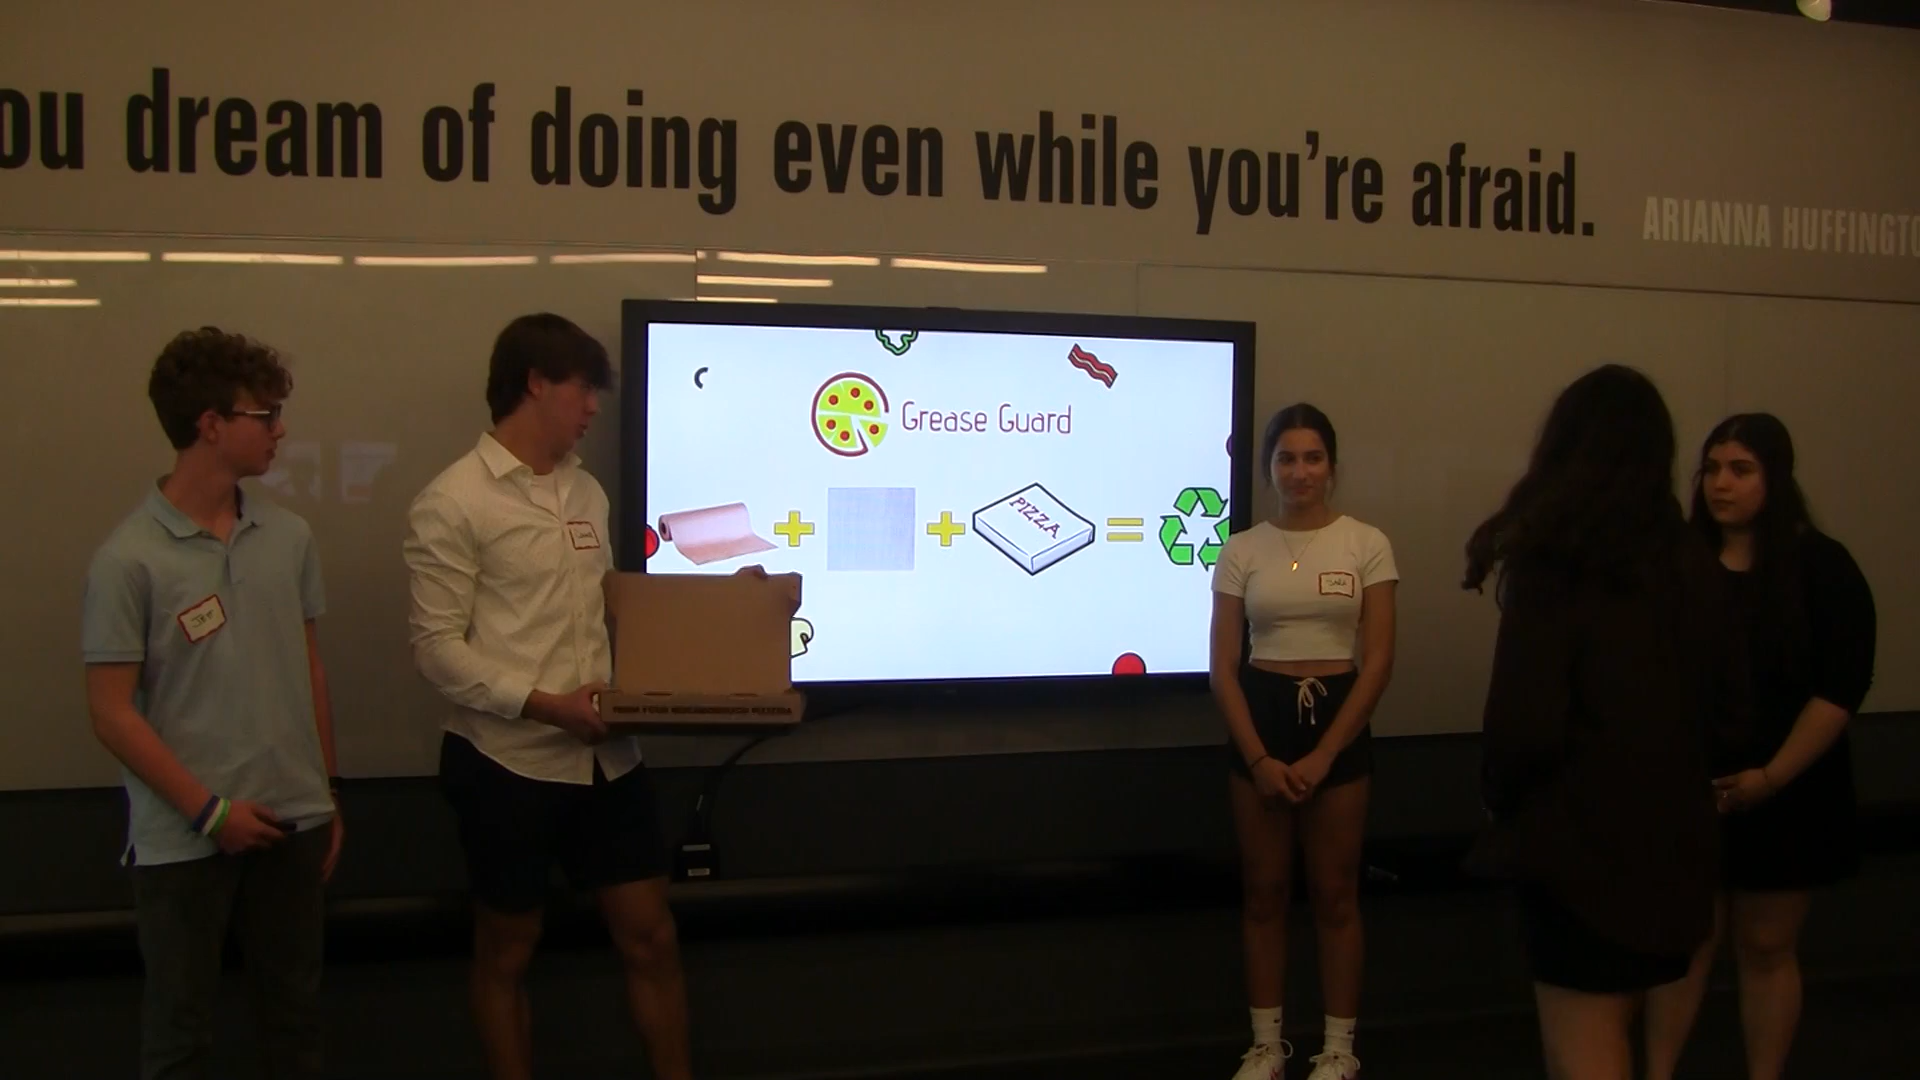 ou dream of doing even while you're afraid.
ARIANNA HUFFINGTO
Grease Guard
PIZZA